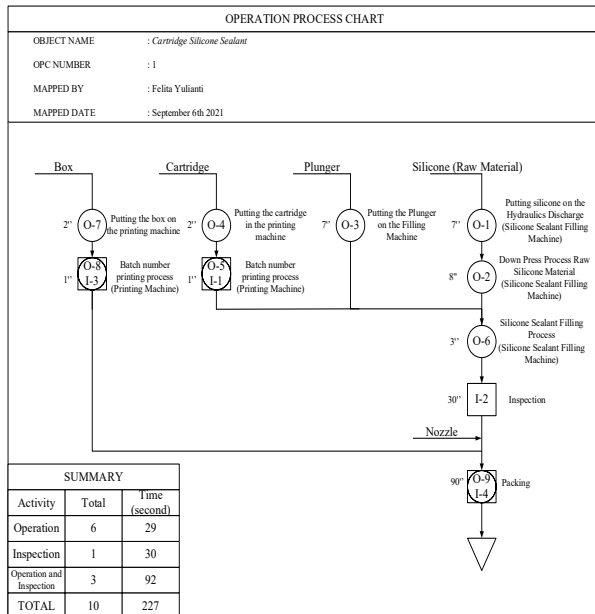 OPERATION PROCESS CHART
OBJECT NAME : Cartridge Silicone Sealant
OPC NUMBER : 1
MAPPED BY : Felita Yulianti
MAPPED DATE : September 6th 2021
Box
Cartridge
Plunger
Silicone (Raw Material)
2" O-7 Putting the box on
the printing machine
2" O-4 Putting the cartridge
in the printing
machine
7" O-3 Putting the Plunger
on the Filling
Machine
7" O-1 Putting silicone on the
Hydraulics Discharge
(Silicone Sealant Filling
Machine)
1" O-8
I-3
Batch number
printing process
(Printing Machine)
1" O-5
I-1
Batch number
printing process
(Printing Machine)
8" O-2 Down Press Process Raw
Silicone Material
(Silicone Sealant Filling
Machine)
3" O-6 Silicone Sealant Filling
Process
(Silicone Sealant Filling
Machine)
30" I-2 Inspection
Nozzle
90" O-9
I-4
Packing
SUMMARY
Activity Total Time
(second)
Operation 6 29
Inspection 1 30
Operation and
Inspection 3 92
TOTAL 10 227